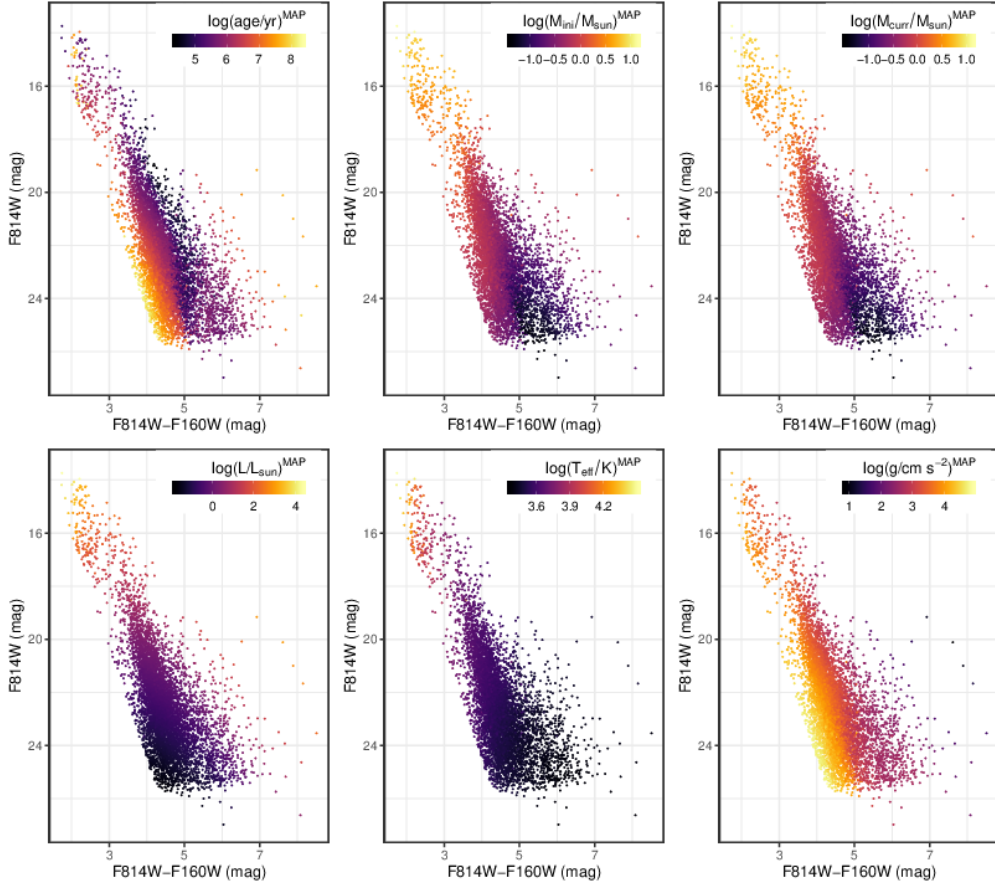 log(age/yr)^MAP
5 6 7 8
16
20
24
F814W (mag)
3 5 7
F814W−F160W (mag)
log(M_ini/M_sun)^MAP
−1.0 −0.5 0.0 0.5 1.0
16
20
24
F814W (mag)
3 5 7
F814W−F160W (mag)
log(M_curr/M_sun)^MAP
−1.0 −0.5 0.0 0.5 1.0
16
20
24
F814W (mag)
3 5 7
F814W−F160W (mag)
log(L/L_sun)^MAP
0 2 4
16
20
24
F814W (mag)
3 5 7
F814W−F160W (mag)
log(T_eff/K)^MAP
3.6 3.9 4.2
16
20
24
F814W (mag)
3 5 7
F814W−F160W (mag)
log(g/cm s^−2)^MAP
1 2 3 4
16
20
24
F814W (mag)
3 5 7
F814W−F160W (mag)